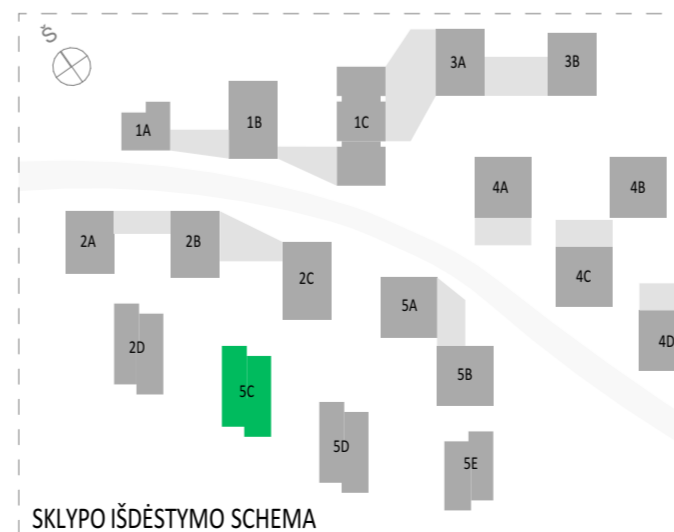 Š
3A
3B
1A
1B
1C
4A
4B
2A
2B
2C
4C
5A
2D
4D
5B
5C
5D
5E
SKLYPO IŠDĖSTYMO SCHEMA